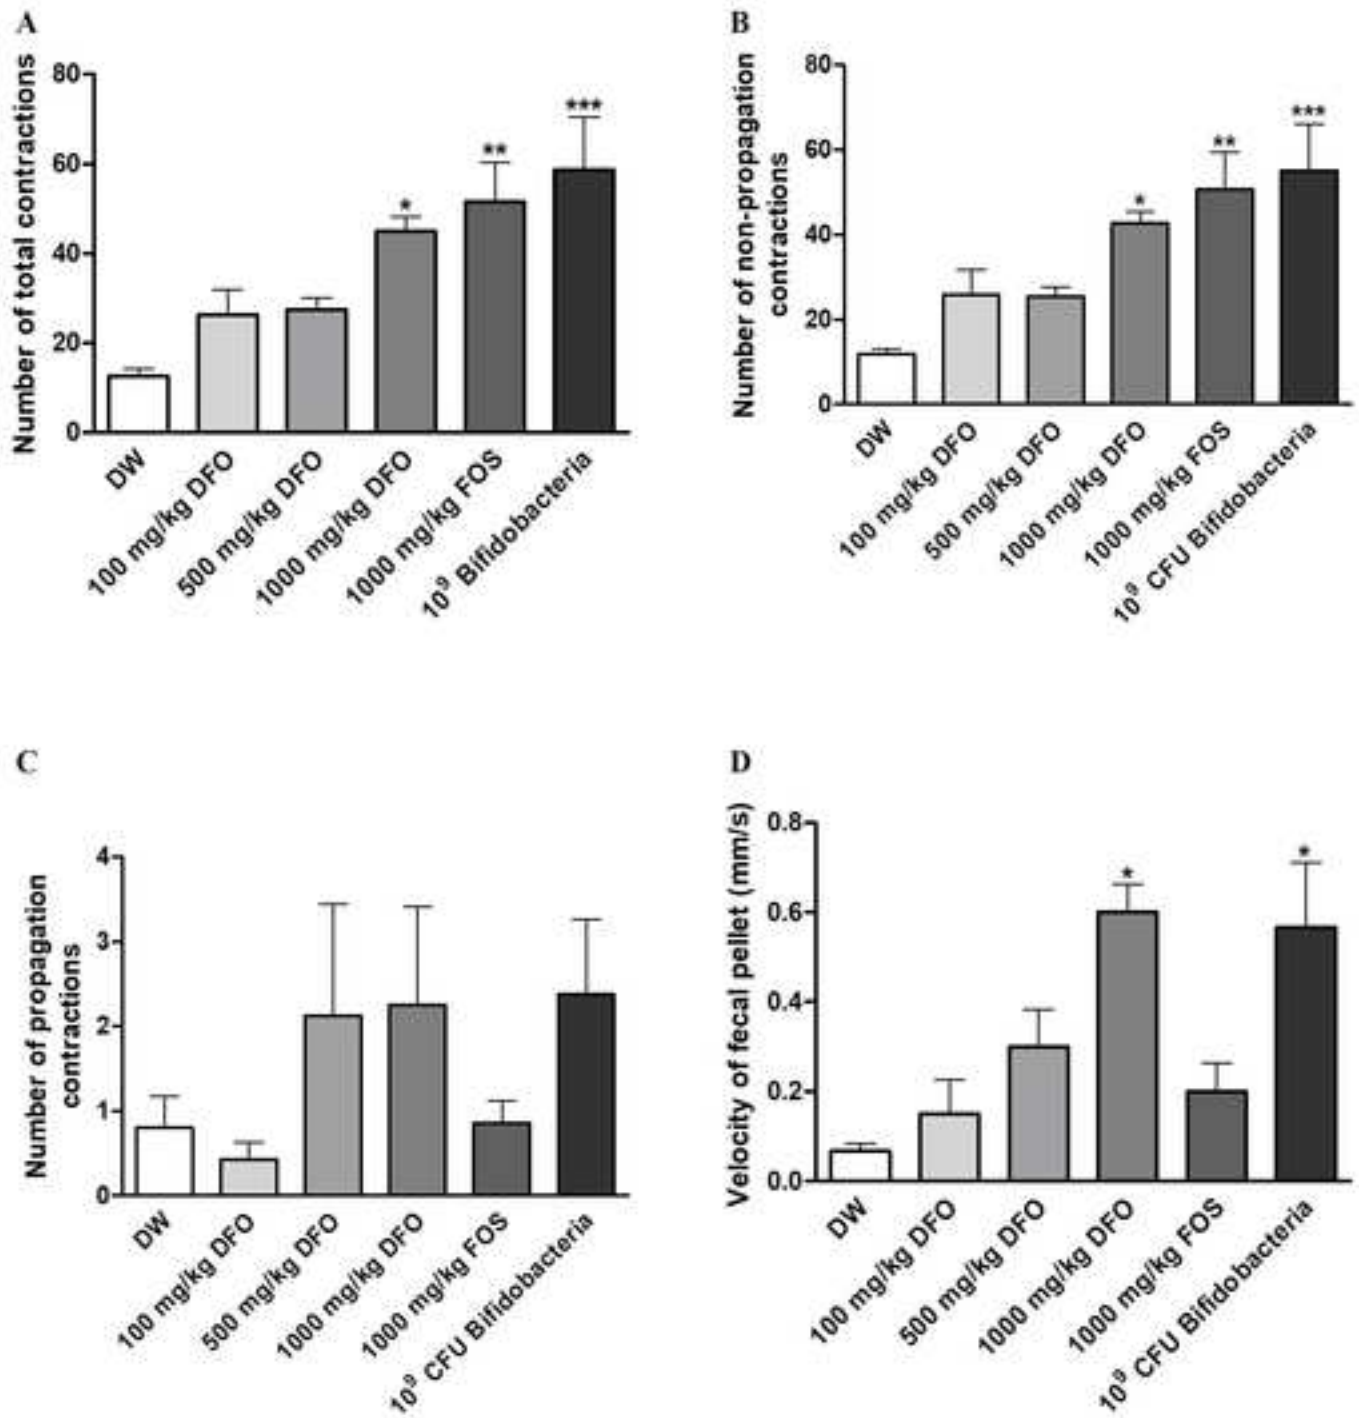 A
Number of total contractions
80
60
40
20
0
*
**
***
DW
100 mg/kg DFO
500 mg/kg DFO
1000 mg/kg DFO
1000 mg/kg FOS
10⁹ Bifidobacteria
B
Number of non-propagation
contractions
80
60
40
20
0
*
**
***
DW
100 mg/kg DFO
500 mg/kg DFO
1000 mg/kg DFO
1000 mg/kg FOS
10⁹ CFU Bifidobacteria
C
Number of propagation
contractions
4
3
2
1
0
DW
100 mg/kg DFO
500 mg/kg DFO
1000 mg/kg DFO
1000 mg/kg FOS
10⁹ CFU Bifidobacteria
D
Velocity of fecal pellet (mm/s)
0.8
0.6
0.4
0.2
0.0
*
*
DW
100 mg/kg DFO
500 mg/kg DFO
1000 mg/kg DFO
1000 mg/kg FOS
10⁹ CFU Bifidobacteria